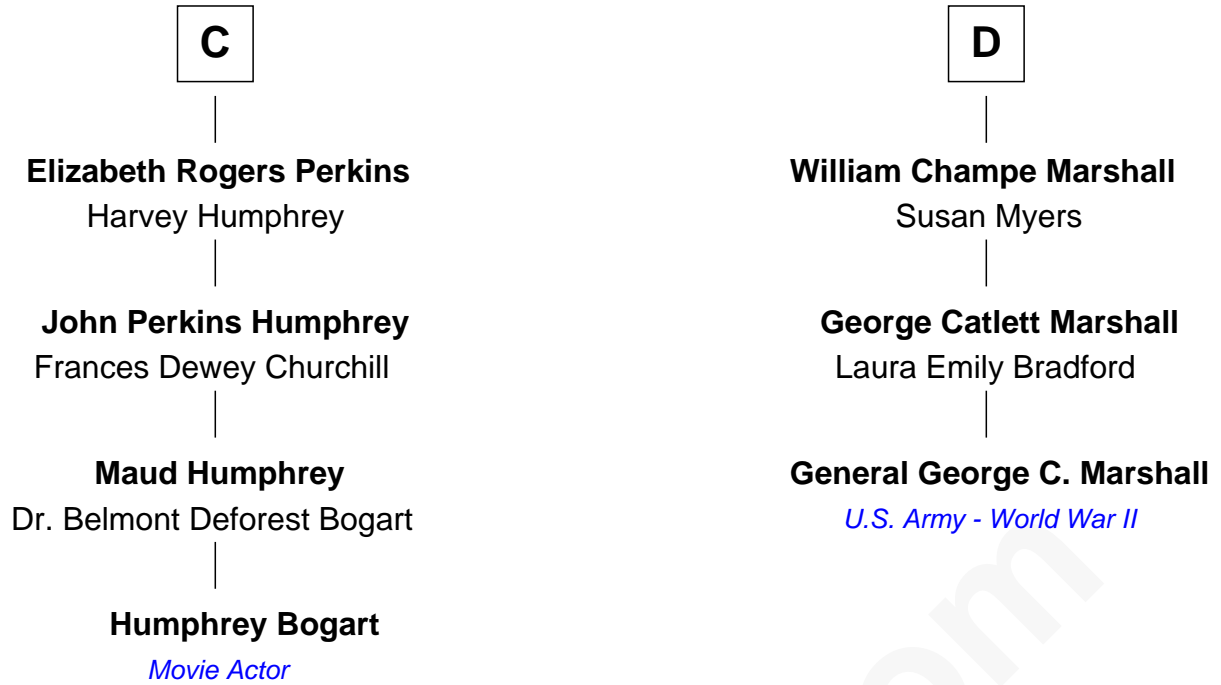 C
Elizabeth Rogers Perkins
Harvey Humphrey
John Perkins Humphrey
Frances Dewey Churchill
Maud Humphrey
Dr. Belmont Deforest Bogart
Humphrey Bogart
Movie Actor
D
William Champe Marshall
Susan Myers
George Catlett Marshall
Laura Emily Bradford
General George C. Marshall
U.S. Army - World War II
om